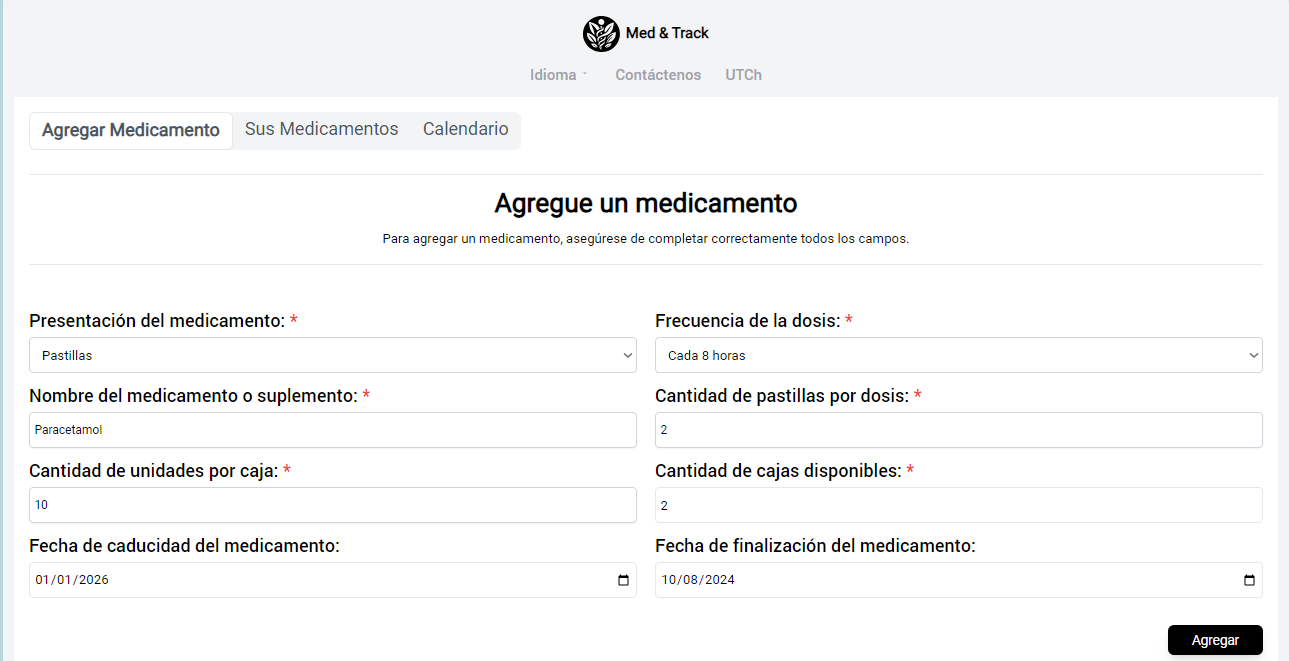 Med & Track
Idioma Contáctenos UTCh
Agregar Medicamento Sus Medicamentos Calendario
Agregue un medicamento
Para agregar un medicamento, asegúrese de completar correctamente todos los campos.
Presentación del medicamento: * Frecuencia de la dosis: *
Pastillas Cada 8 horas
Nombre del medicamento o suplemento: * Cantidad de pastillas por dosis: *
Paracetamol 2
Cantidad de unidades por caja: * Cantidad de cajas disponibles: *
10 2
Fecha de caducidad del medicamento: Fecha de finalización del medicamento:
01/01/2026 10/08/2024
Agregar